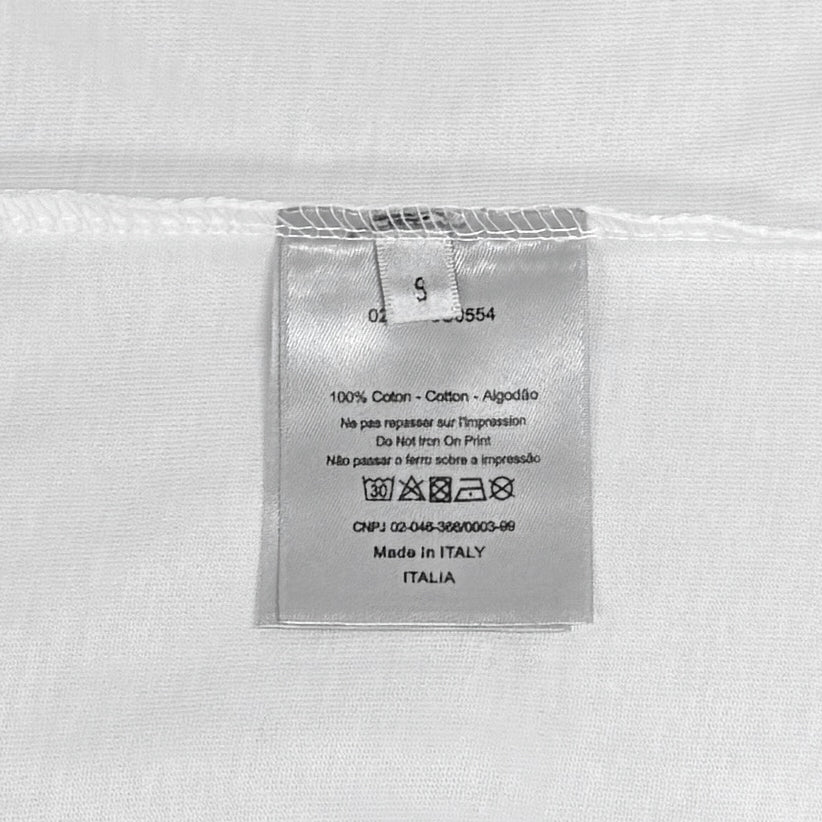 S
100% Coton - Cotton - Algodão
Ne pas repasser sur l'impression
Do Not Iron On Print
Não passar o ferro sobre a impressão
30
CNPJ 02-046-366/0003-99
Made in ITALY
ITALIA